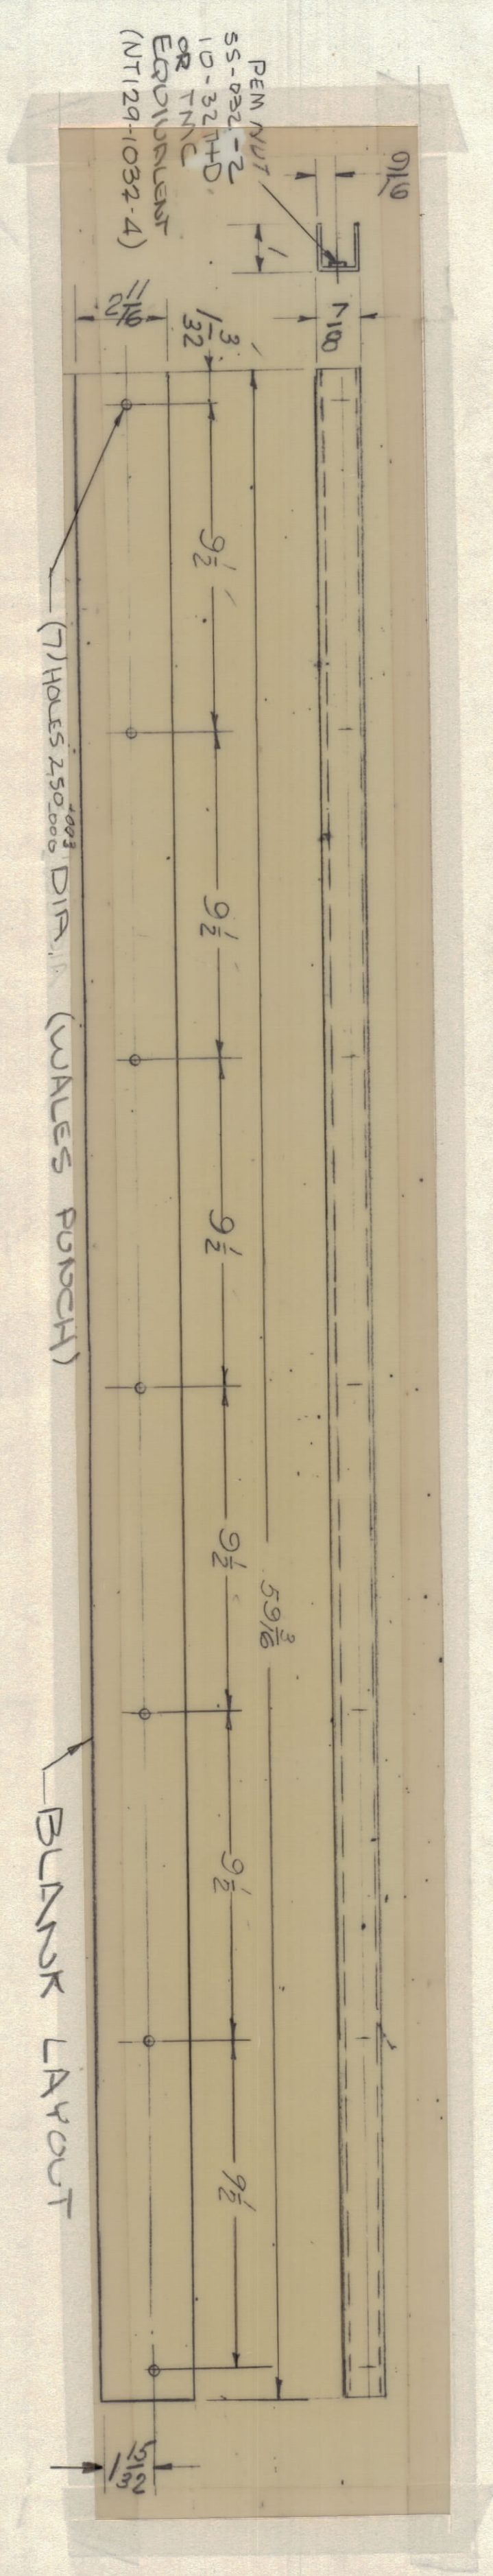 PEM NUT
SS-032-2
10-32 THD.
OR TMC
EQUIVALENT
(NT129-1032-4)
9/16
1
7/8
2 11/16
1 3/32
9 1/2
9 1/2
9 1/2
9 1/2
9 1/2
9 1/2
59 3/16
(7) HOLES .250 +.003 -.000 DIA. (WALES PUNCH)
BLANK LAYOUT
1 15/32